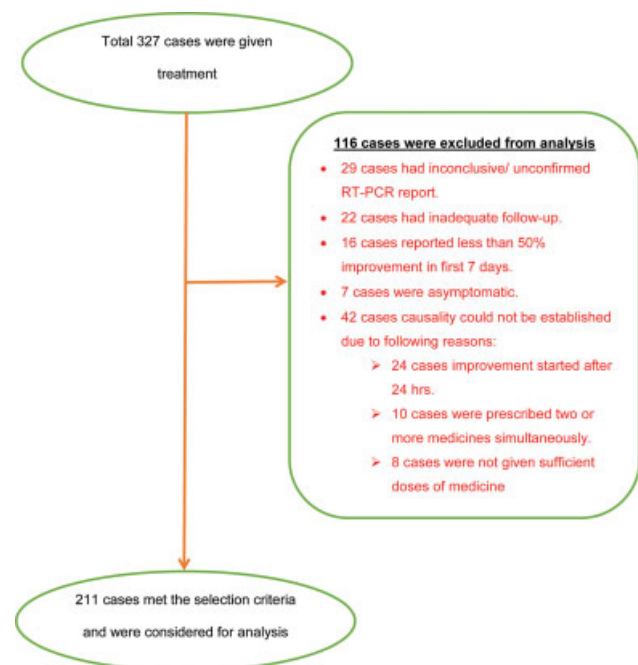 Total 327 cases were given
treatment
116 cases were excluded from analysis
• 29 cases had inconclusive/ unconfirmed
RT-PCR report.
• 22 cases had inadequate follow-up.
• 16 cases reported less than 50%
improvement in first 7 days.
• 7 cases were asymptomatic.
• 42 cases causality could not be established
due to following reasons:
➢ 24 cases improvement started after
24 hrs.
➢ 10 cases were prescribed two or
more medicines simultaneously.
➢ 8 cases were not given sufficient
doses of medicine
211 cases met the selection criteria
and were considered for analysis